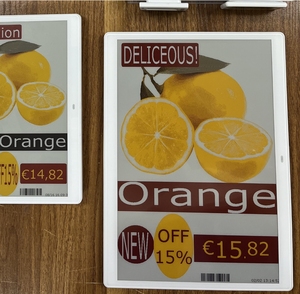 ion
Orange
€14,82
DELICEOUS!
Orange
NEW
OFF
15%
€15.82